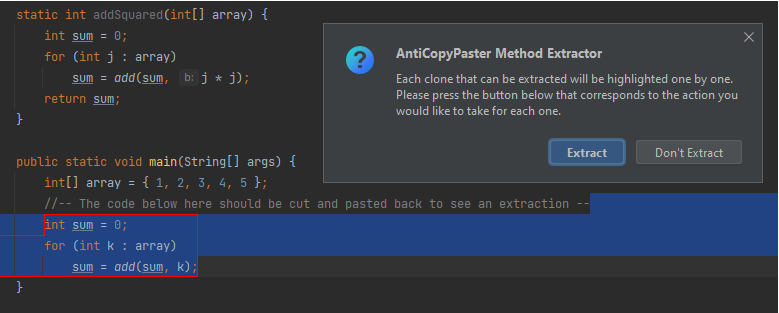 static int addSquared(int[] array) {
int sum = 0;
for (int j : array)
sum = add(sum, b: j * j);
return sum;
}
public static void main(String[] args) {
int[] array = { 1, 2, 3, 4, 5 };
//-- The code below here should be cut and pasted back to see an extraction --
int sum = 0;
for (int k : array)
sum = add(sum, k);
}
AntiCopyPaster Method Extractor
Each clone that can be extracted will be highlighted one by one.
Please press the button below that corresponds to the action you
would like to take for each one.
Extract
Don't Extract